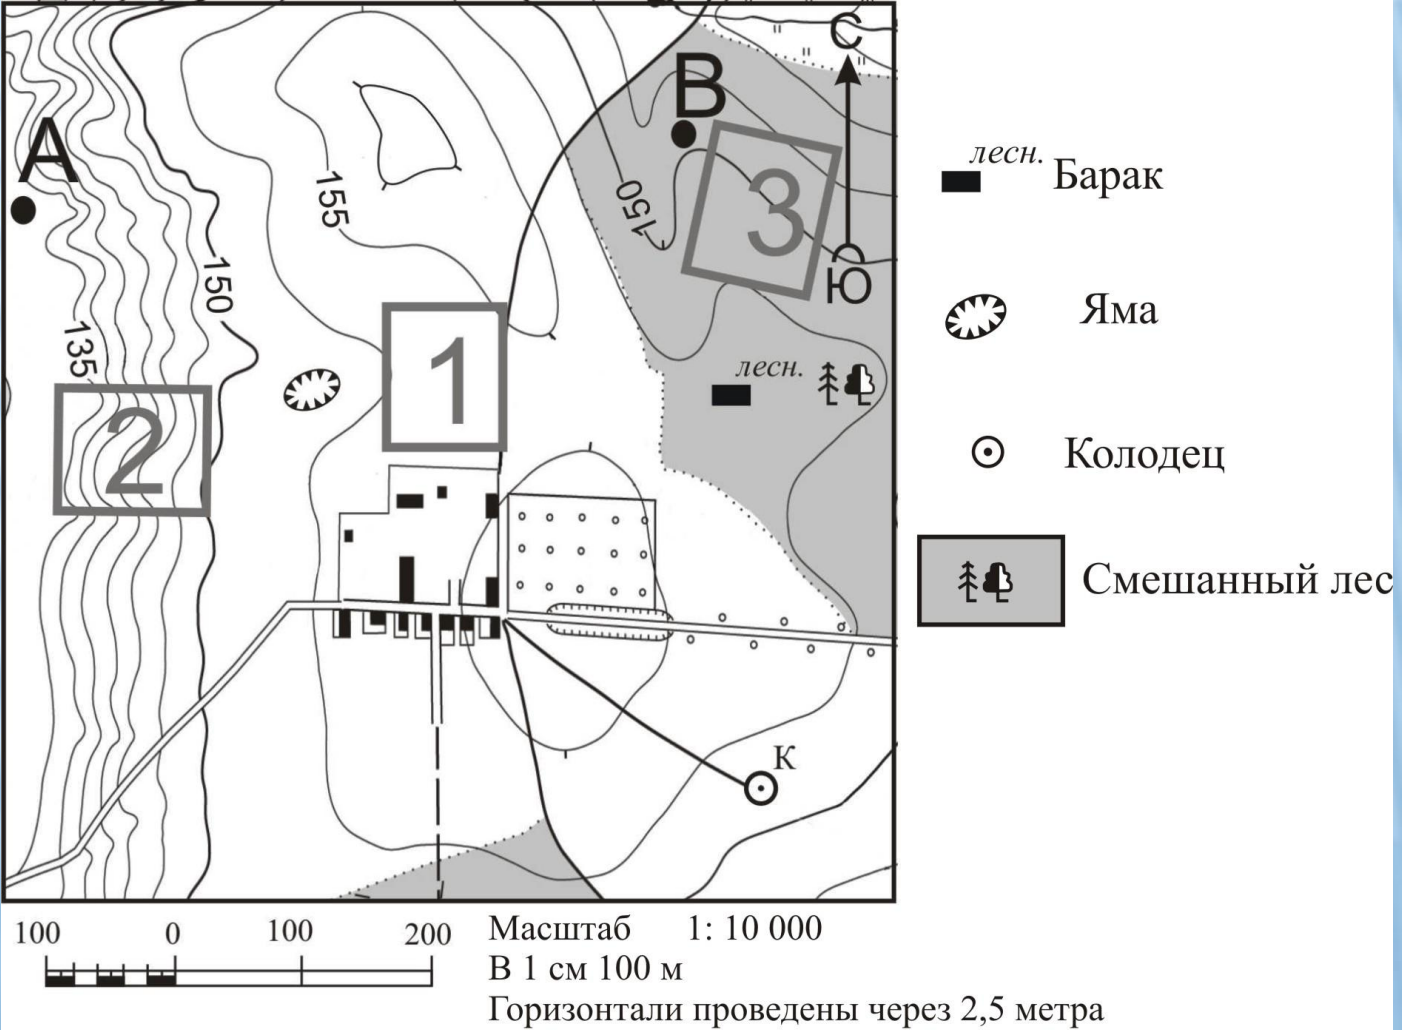 С
В
А
3
150
155
Ю
150
135
1
2
лесн.
К
лесн.
Барак
Яма
Колодец
Смешанный лес
100 0 100 200
Масштаб 1: 10 000
В 1 см 100 м
Горизонтали проведены через 2,5 метра